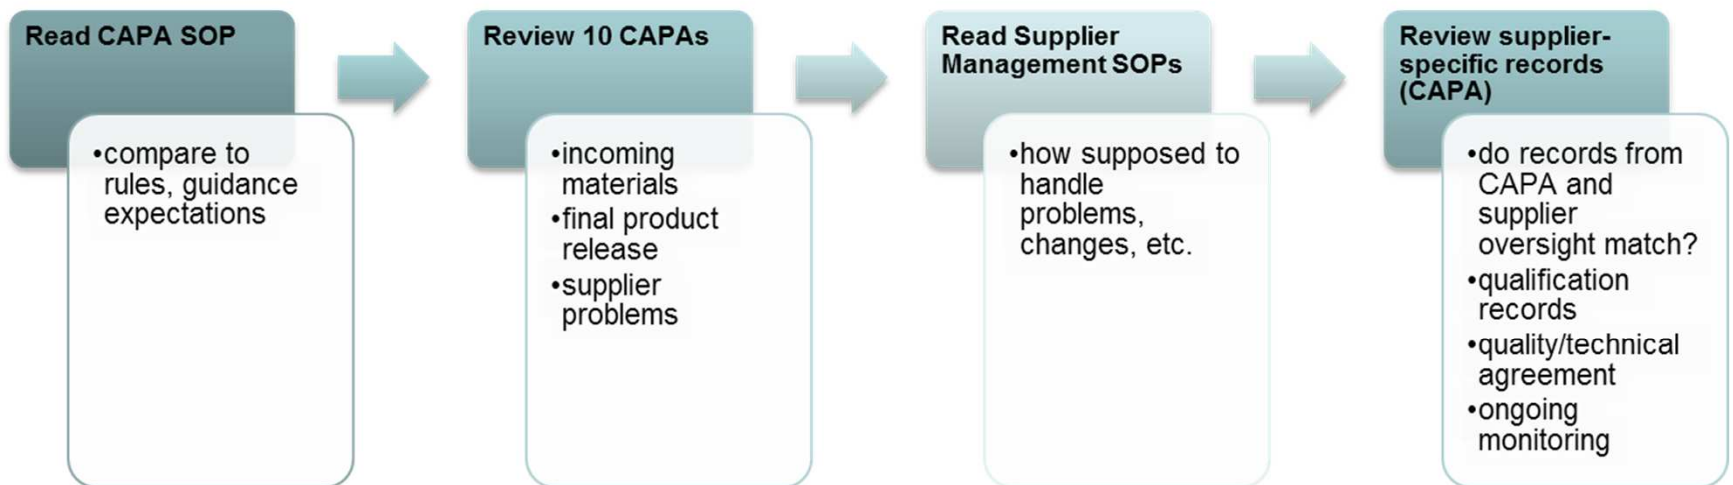 Read CAPA SOP
•compare to
rules, guidance
expectations
Review 10 CAPAs
•incoming
materials
•final product
release
•supplier
problems
Read Supplier
Management SOPs
•how supposed to
handle
problems,
changes, etc.
Review supplier-
specific records
(CAPA)
•do records from
CAPA and
supplier
oversight match?
•qualification
records
•quality/technical
agreement
•ongoing
monitoring